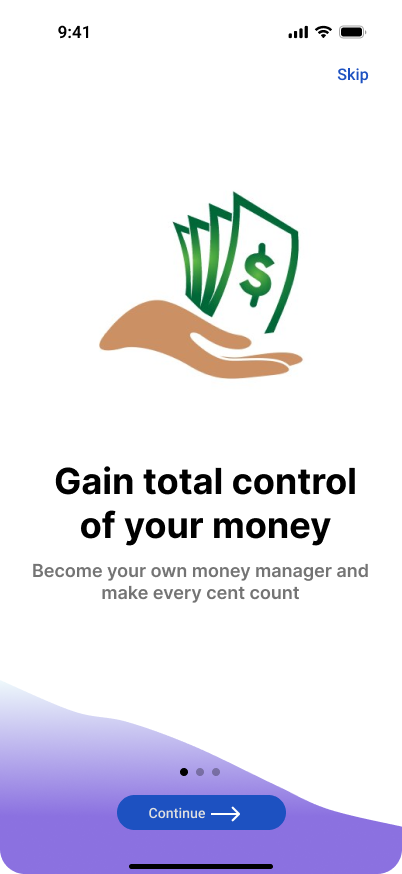 9:41
Skip
$
Gain total control
of your money
Become your own money manager and
make every cent count
Continue